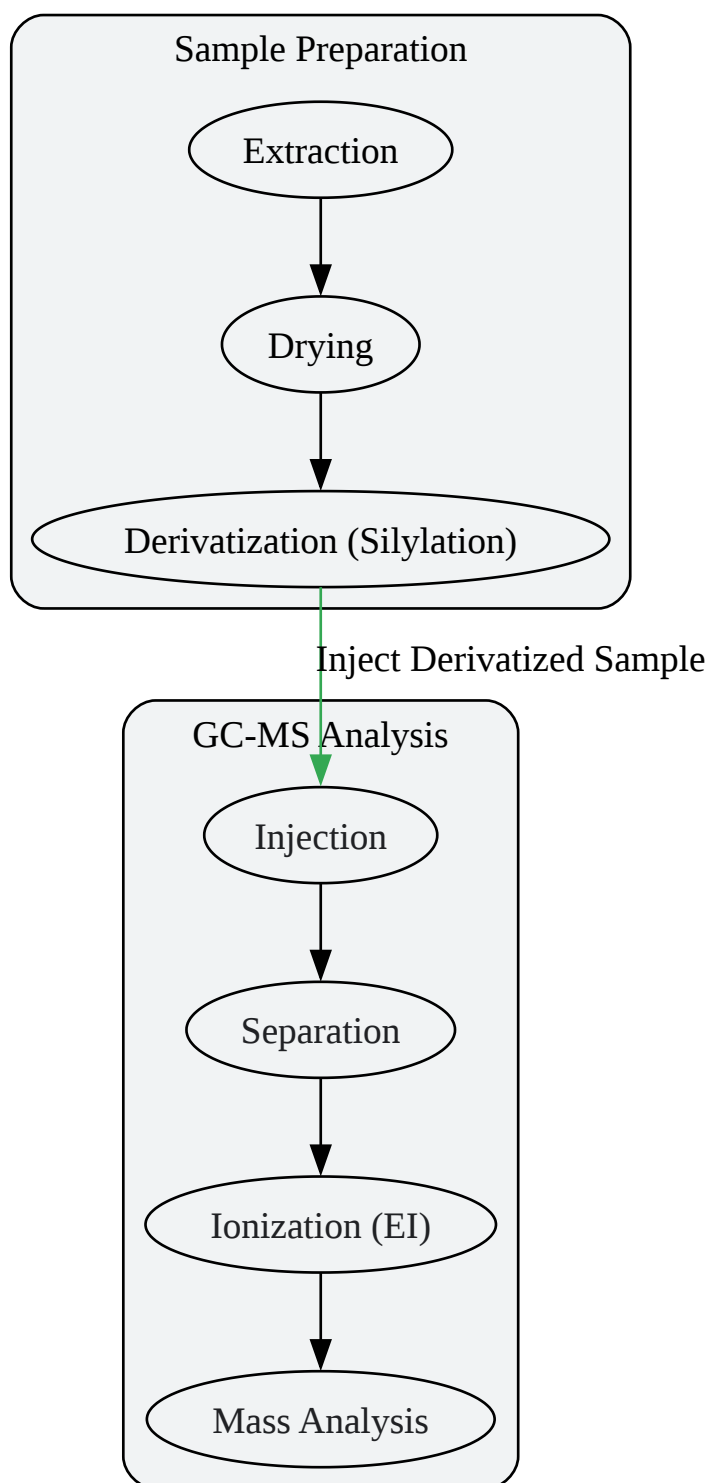 Sample Preparation
Extraction
Drying
Derivatization (Silylation)
Inject Derivatized Sample
GC-MS Analysis
Injection
Separation
Ionization (EI)
Mass Analysis